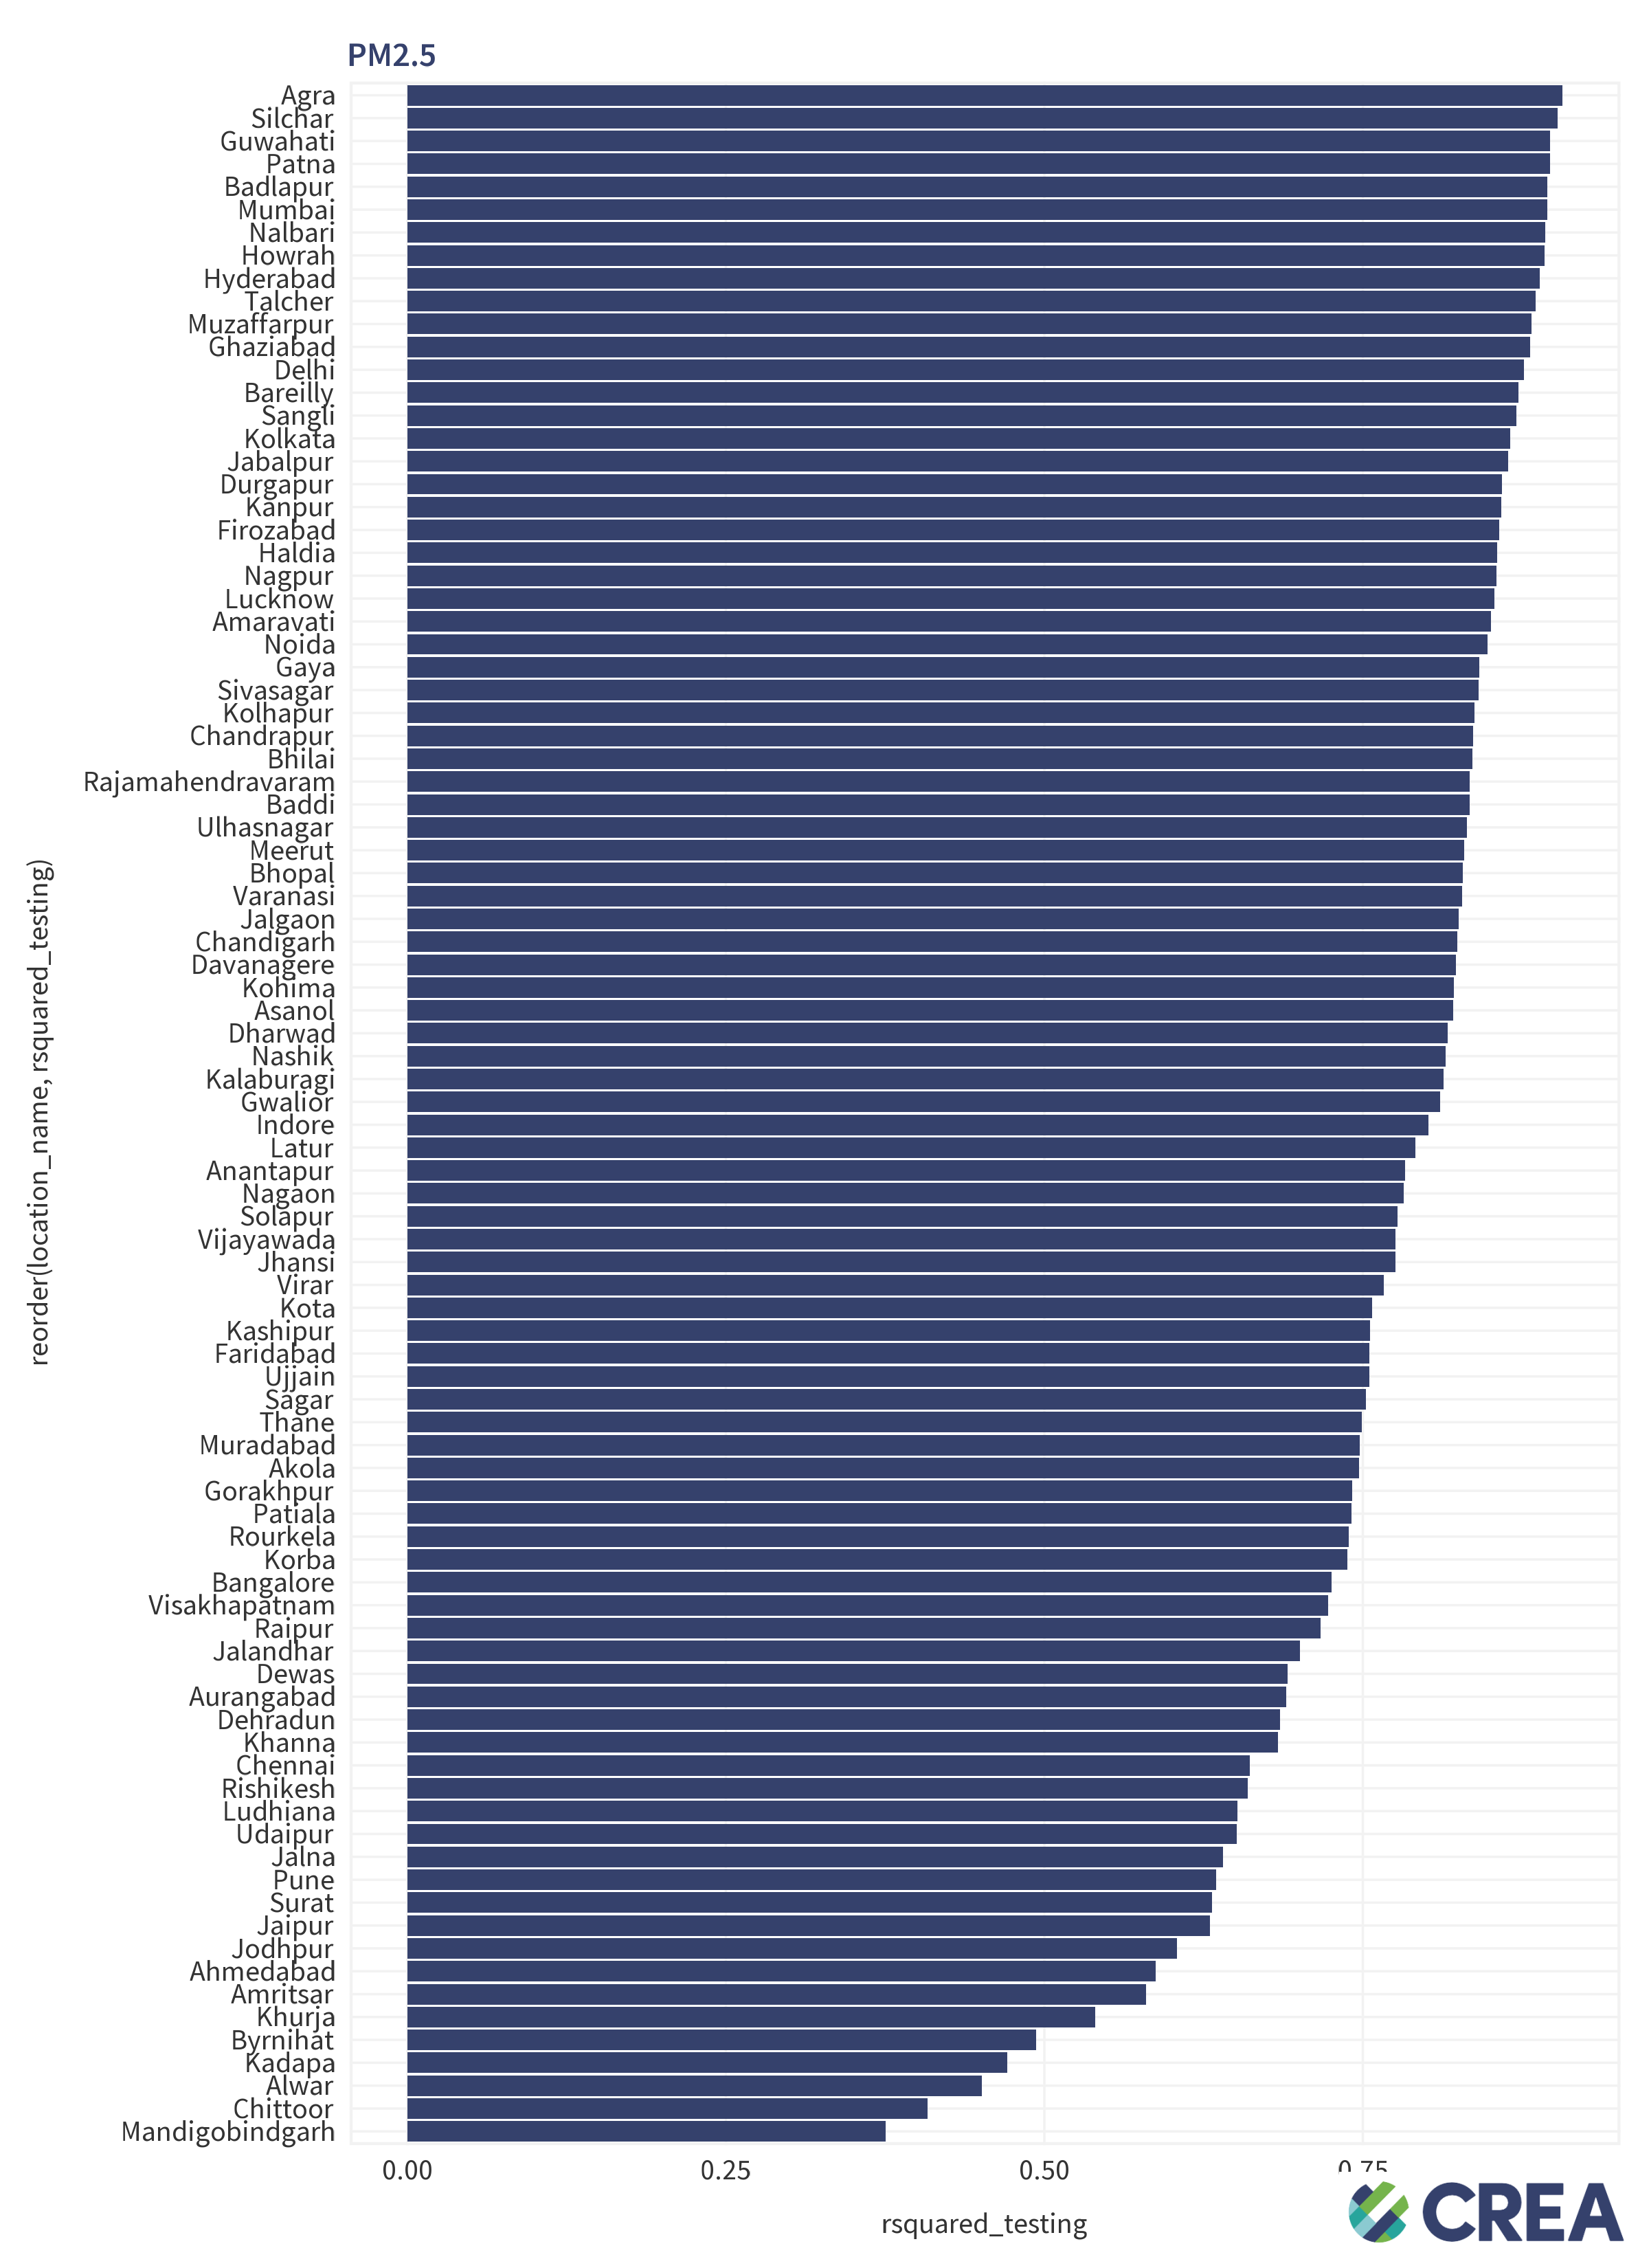 PM2.5
Agra
Silchar
Guwahati
Patna
Badlapur
Mumbai
Nalbari
Howrah
Hyderabad
Talcher
Muzaffarpur
Ghaziabad
Delhi
Bareilly
Sangli
Kolkata
Jabalpur
Durgapur
Kanpur
Firozabad
Haldia
Nagpur
Lucknow
Amaravati
Noida
Gaya
Sivasagar
Kolhapur
Chandrapur
Bhilai
Rajamahendravaram
Baddi
Ulhasnagar
Meerut
Bhopal
Varanasi
Jalgaon
Chandigarh
Davanagere
Kohima
Asanol
Dharwad
Nashik
Kalaburagi
Gwalior
Indore
Latur
Anantapur
Nagaon
Solapur
Vijayawada
Jhansi
Virar
Kota
Kashipur
Faridabad
Ujjain
Sagar
Thane
Muradabad
Akola
Gorakhpur
Patiala
Rourkela
Korba
Bangalore
Visakhapatnam
Raipur
Jalandhar
Dewas
Aurangabad
Dehradun
Khanna
Chennai
Rishikesh
Ludhiana
Udaipur
Jalna
Pune
Surat
Jaipur
Jodhpur
Ahmedabad
Amritsar
Khurja
Byrnihat
Kadapa
Alwar
Chittoor
Mandigobindgarh
reorder(location_name, rsquared_testing)
0.00 0.25 0.50 0.75
rsquared_testing
CREA